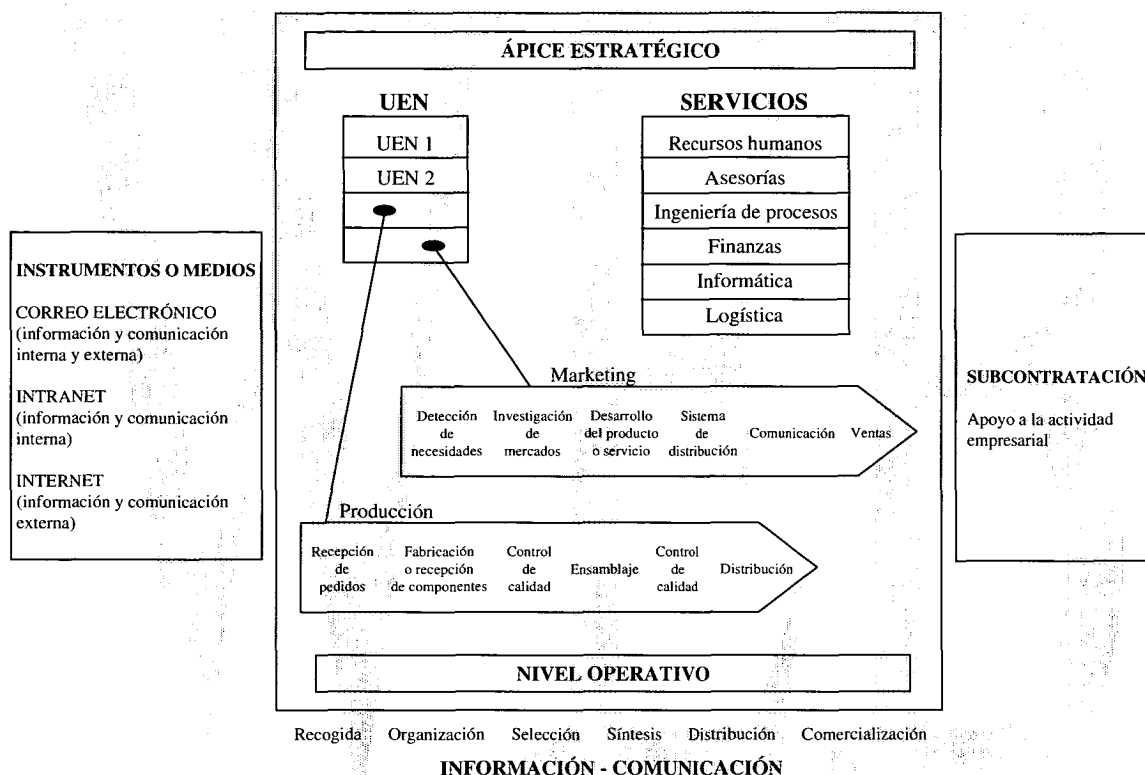 ÁPICE ESTRATÉGICO
UEN
UEN 1
UEN 2
SERVICIOS
Recursos humanos
Asesorías
Ingeniería de procesos
Finanzas
Informática
Logística
INSTRUMENTOS O MEDIOS
CORREO ELECTRÓNICO
(información y comunicación
interna y externa)
INTRANET
(información y comunicación
interna)
INTERNET
(información y comunicación
externa)
SUBCONTRATACIÓN
Apoyo a la actividad
empresarial
Marketing
Detección
de
necesidades
Investigación
de
mercados
Desarrollo
del producto
o servicio
Sistema
de
distribución
Comunicación
Ventas
Producción
Recepción
de
pedidos
Fabricación
o recepción
de componentes
Control
de
calidad
Ensamblaje
Control
de
calidad
Distribución
NIVEL OPERATIVO
Recogida Organización Selección Síntesis Distribución Comercialización
INFORMACIÓN - COMUNICACIÓN